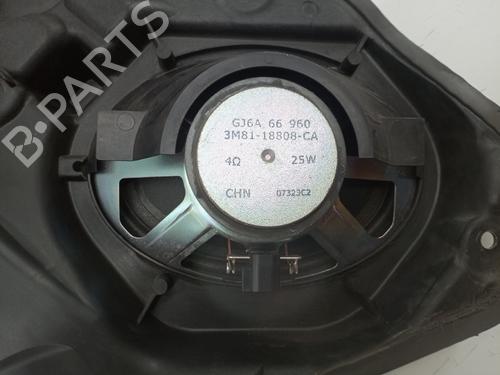 B-PARTS
GJ6A 66 960
3M81-18808-CA
4Ω 25W
CHN 07323C2